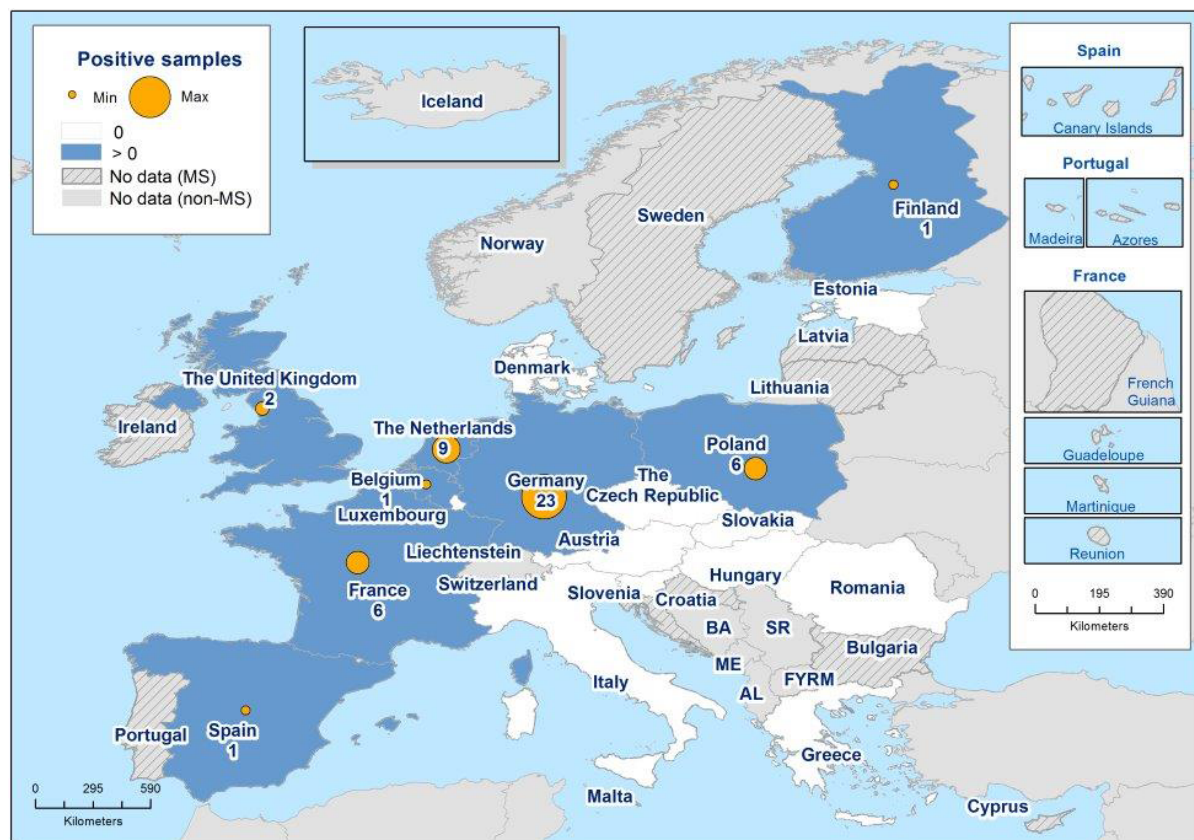 Positive samples
Min
Max
0
> 0
No data (MS)
No data (non-MS)
Iceland
Spain
Canary Islands
Portugal
Madeira
Azores
France
French
Guiana
Guadeloupe
Martinique
Reunion
0 195 390
Kilometers
Finland
1
Sweden
Norway
Estonia
Latvia
Lithuania
Denmark
The United Kingdom
2
Ireland
The Netherlands
9
Belgium
1
Luxembourg
Germany
23
Poland
6
The
Czech Republic
Slovakia
Austria
Liechtenstein
Switzerland
France
6
Hungary
Romania
Slovenia
Croatia
BA
SR
Bulgaria
ME
FYRM
AL
Italy
Greece
Portugal
Spain
1
Malta
Cyprus
0 295 590
Kilometers